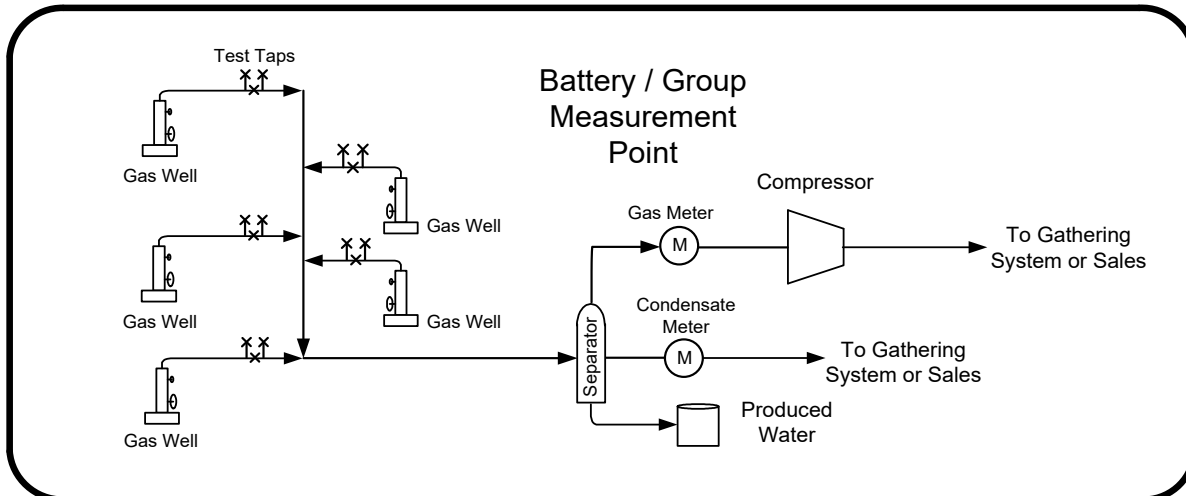 Test Taps
Battery / Group
Measurement
Point
Gas Well
Gas Well
Compressor
Gas Meter
M
To Gathering
System or Sales
Gas Well
Gas Well
Condensate
Meter
M
To Gathering
System or Sales
Separator
Gas Well
Produced
Water